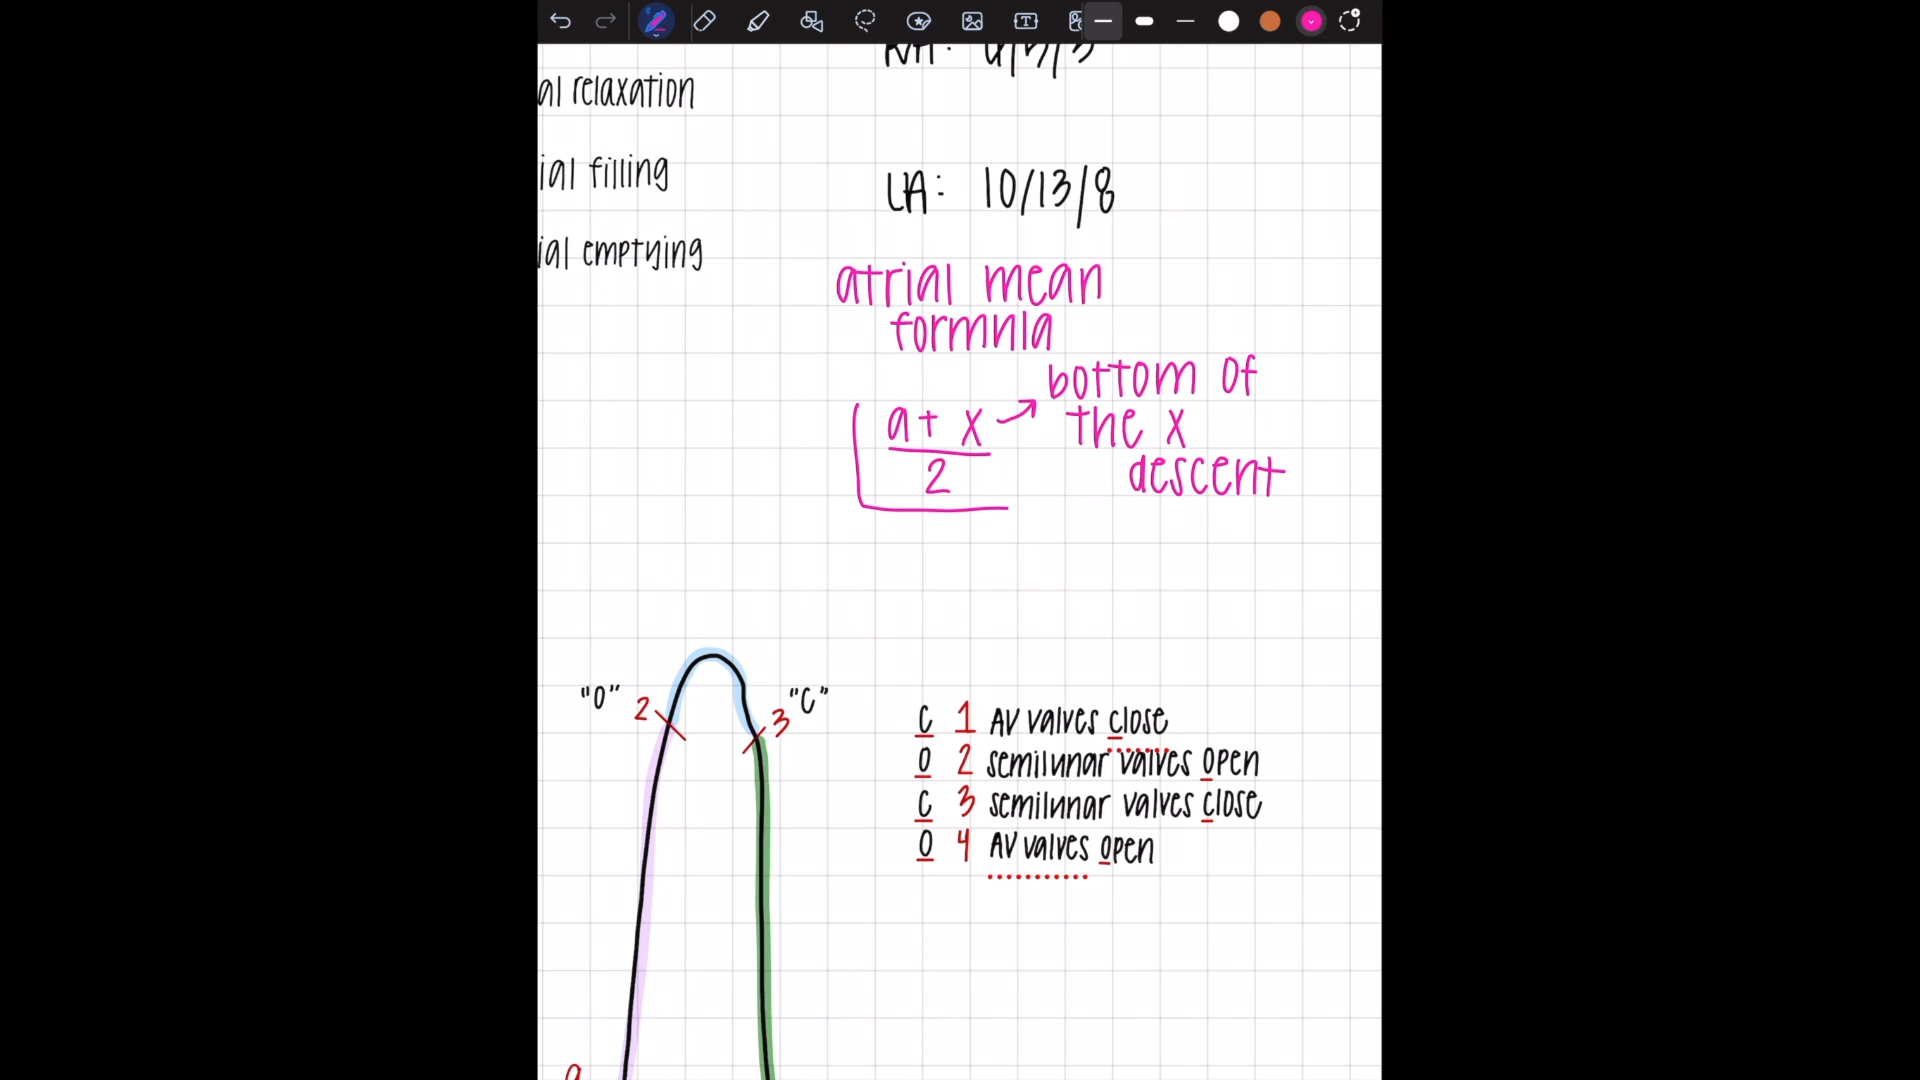 al relaxation
ial filling
ial emptying
LA: 10/13/8
atrial mean
formula
a + x → bottom of
the x
descent
2
"O" 2
3 "C"
C 1 AV valves close
O 2 semilunar valves open
C 3 semilunar valves close
O 4 AV valves open
a